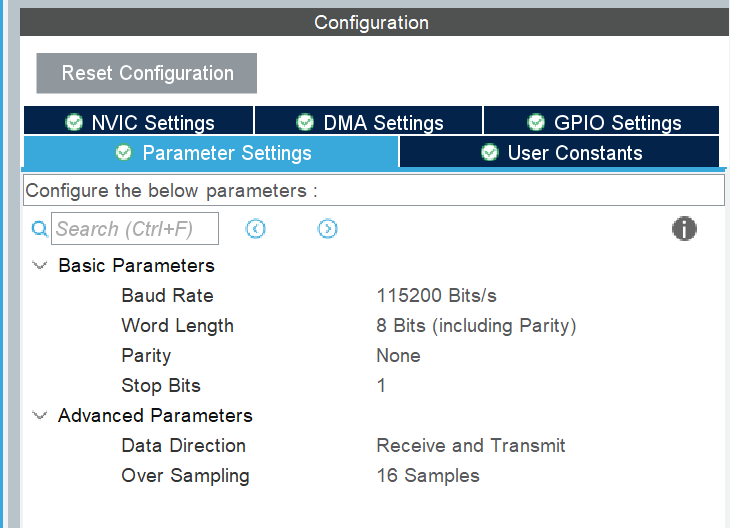 Configuration
Reset Configuration
NVIC Settings DMA Settings GPIO Settings
Parameter Settings User Constants
Configure the below parameters :
Search (Ctrl+F)
Basic Parameters
Baud Rate 115200 Bits/s
Word Length 8 Bits (including Parity)
Parity None
Stop Bits 1
Advanced Parameters
Data Direction Receive and Transmit
Over Sampling 16 Samples